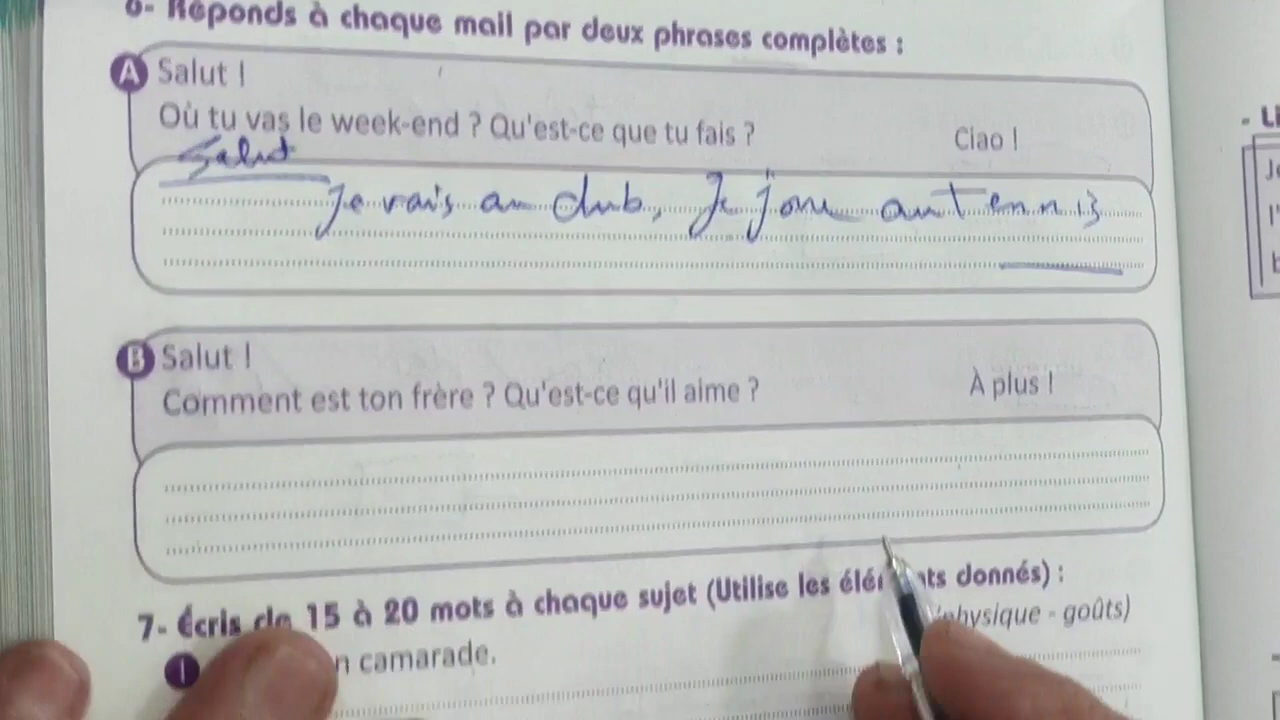 6- Réponds à chaque mail par deux phrases complètes :
A Salut !
Où tu vas le week-end ? Qu'est-ce que tu fais ? Ciao !
Salut
Je vais au club, Je joue au tennis
B Salut !
Comment est ton frère ? Qu'est-ce qu'il aime ? À plus !
7- Écris de 15 à 20 mots à chaque sujet (Utilise les éléments donnés) :
physique - goûts)
1 n camarade.
- Li